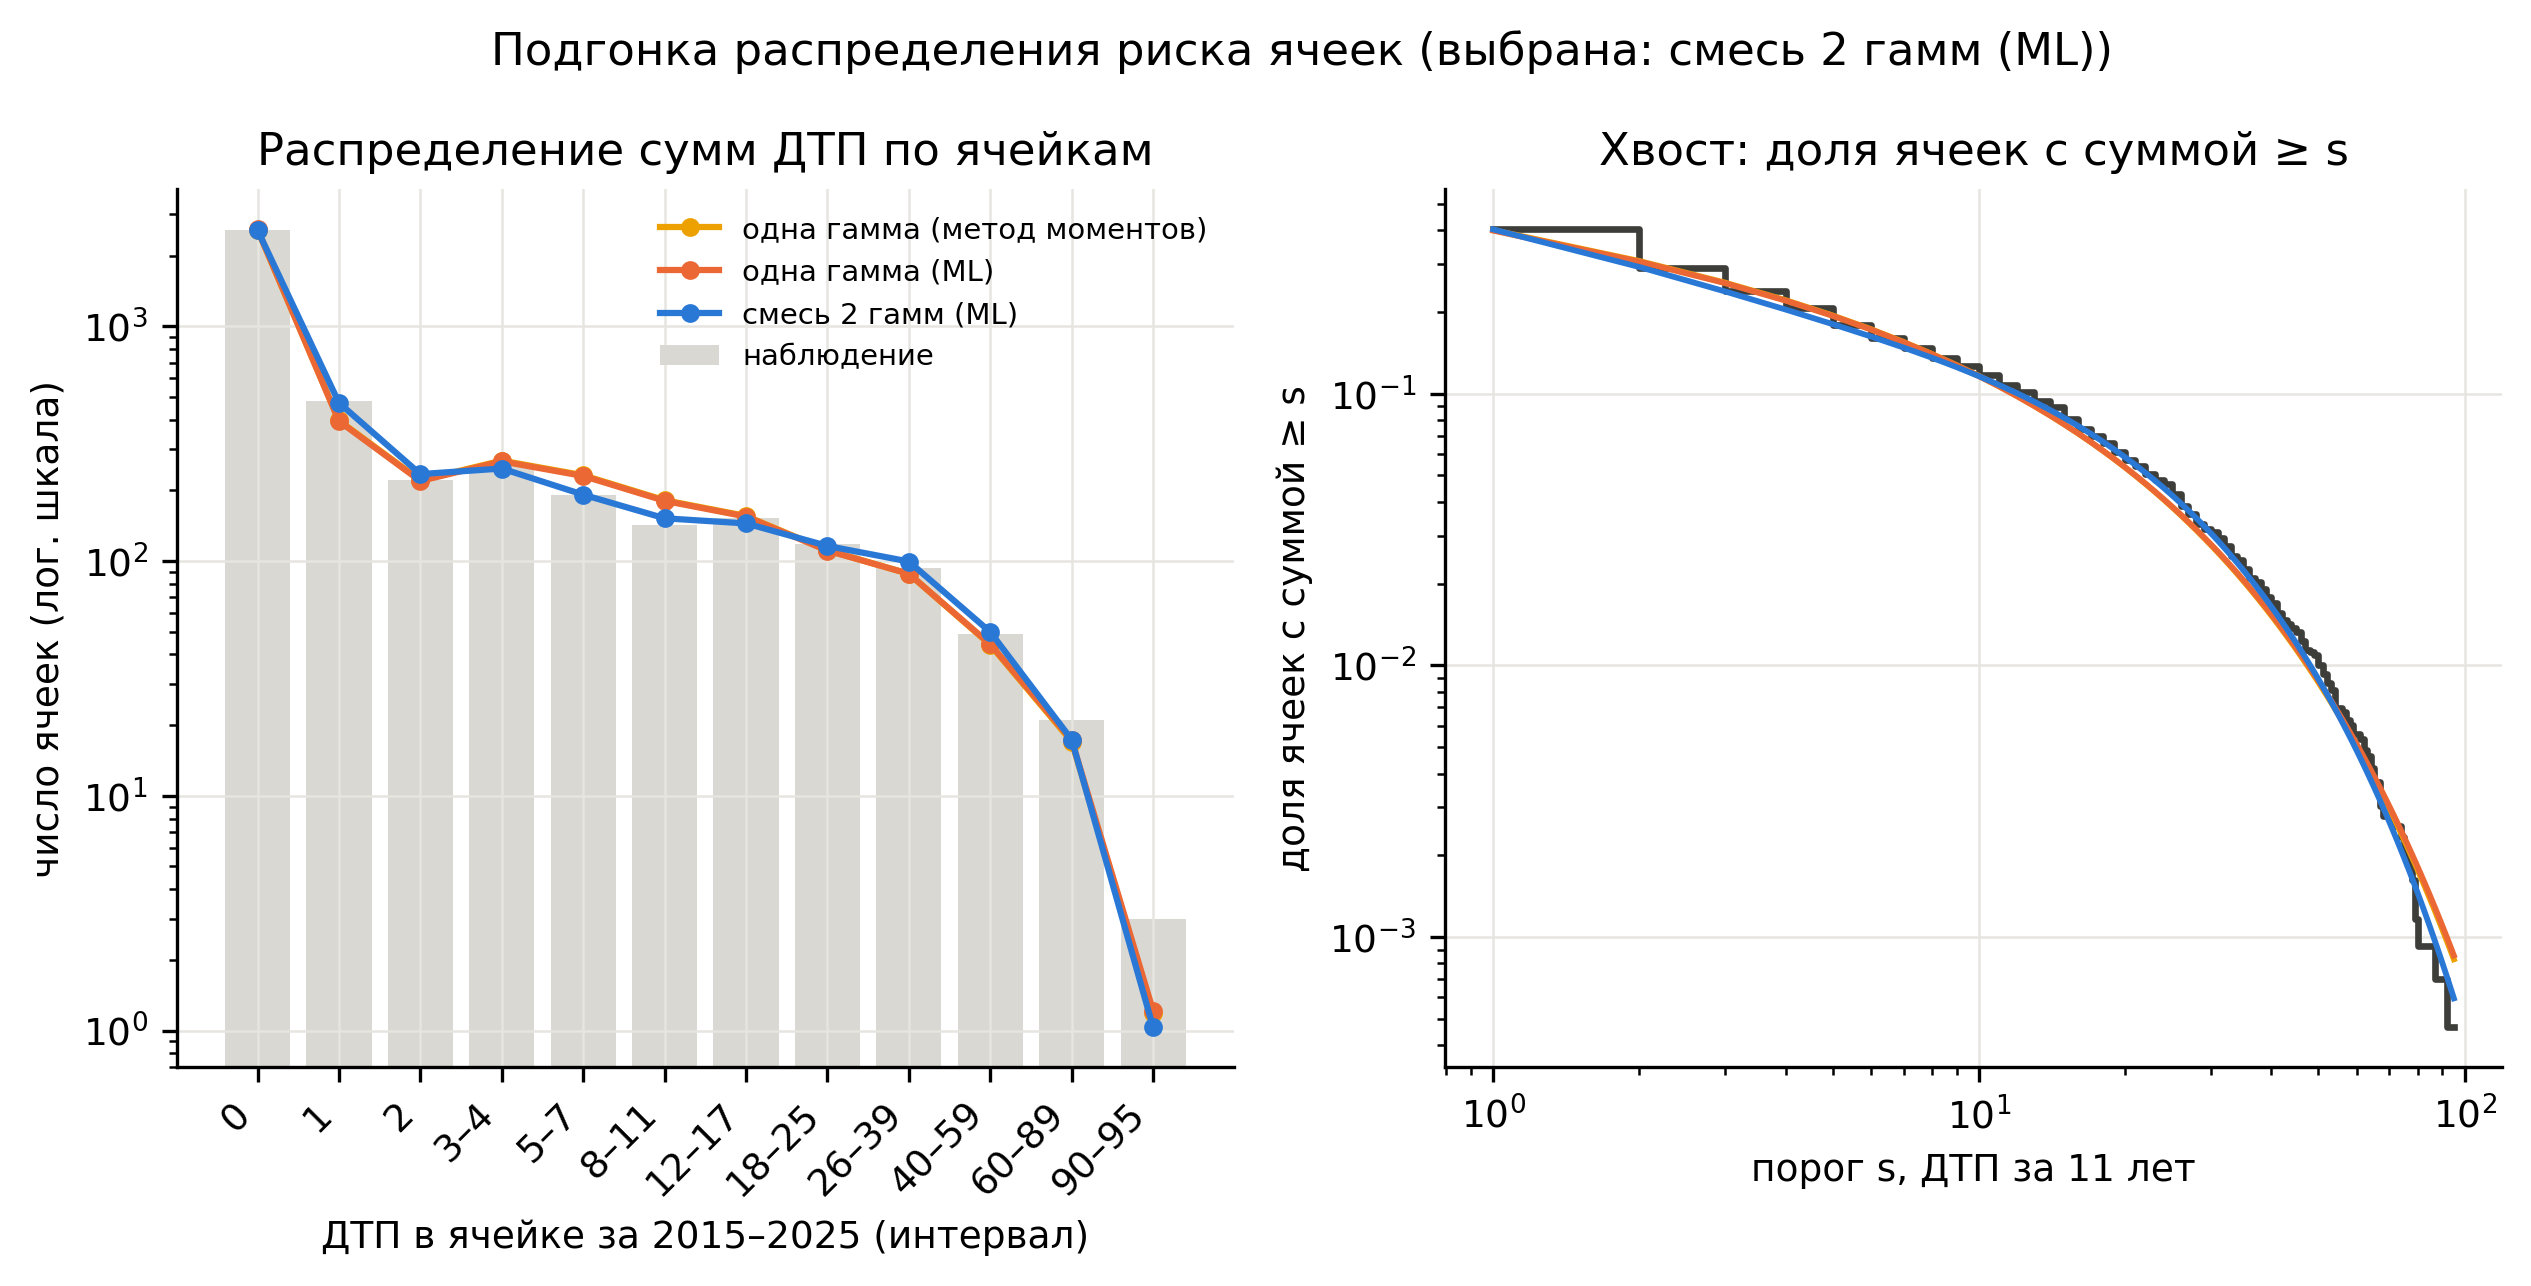 Подгонка распределения риска ячеек (выбрана: смесь 2 гамм (ML))
Распределение сумм ДТП по ячейкам
число ячеек (лог. шкала)
10³
10²
10¹
10⁰
одна гамма (метод моментов)
одна гамма (ML)
смесь 2 гамм (ML)
наблюдение
0
1
2
3–4
5–7
8–11
12–17
18–25
26–39
40–59
60–89
90–95
ДТП в ячейке за 2015–2025 (интервал)
Хвост: доля ячеек с суммой ≥ s
доля ячеек с суммой ≥ s
10⁻¹
10⁻²
10⁻³
10⁰
10¹
10²
порог s, ДТП за 11 лет